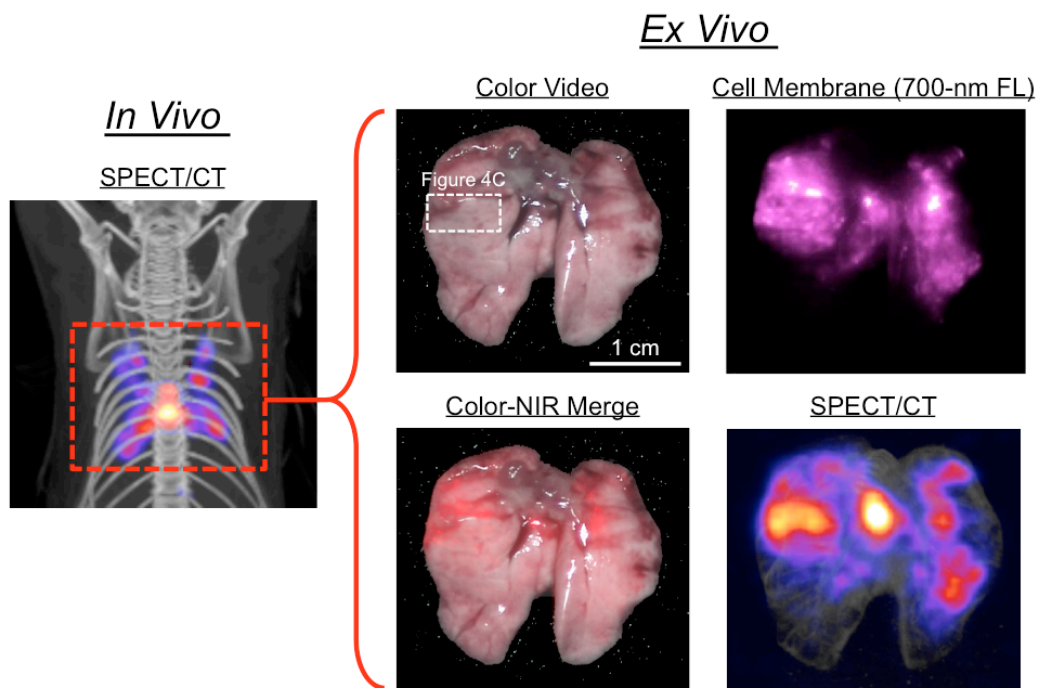 Ex Vivo
In Vivo
SPECT/CT
Color Video
Cell Membrane (700-nm FL)
Figure 4C
1 cm
Color-NIR Merge
SPECT/CT